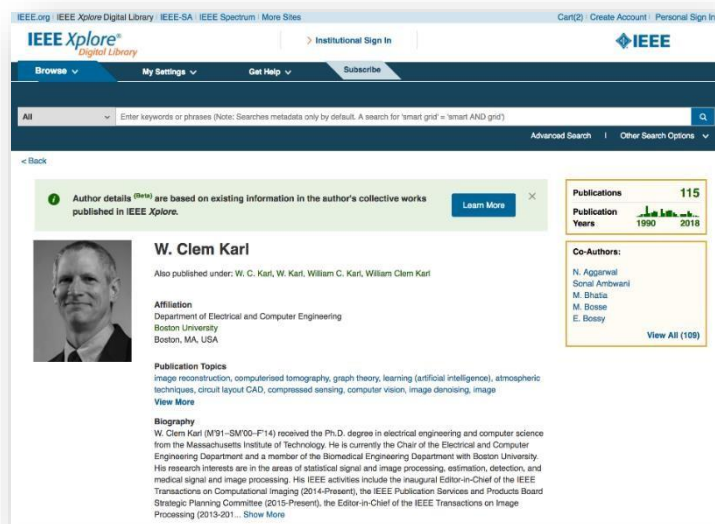 IEEE.org | IEEE Xplore Digital Library | IEEE-SA | IEEE Spectrum | More Sites
Cart(2) | Create Account | Personal Sign In
IEEE Xplore®
Digital Library
> Institutional Sign In
IEEE
Browse
My Settings
Get Help
Subscribe
All
Enter keywords or phrases (Note: Searches metadata only by default. A search for 'smart grid' = 'smart AND grid')
Advanced Search | Other Search Options
< Back
Author details (Beta) are based on existing information in the author's collective works
published in IEEE Xplore.
Learn More
W. Clem Karl
Also published under: W. C. Karl, W. Karl, William C. Karl, William Clem Karl
Affiliation
Department of Electrical and Computer Engineering
Boston University
Boston, MA, USA
Publication Topics
image reconstruction, computerised tomography, graph theory, learning (artificial intelligence), atmospheric
techniques, circuit layout CAD, compressed sensing, computer vision, image denoising, image
View More
Biography
W. Clem Karl (M'91–SM'00–F'14) received the Ph.D. degree in electrical engineering and computer science
from the Massachusetts Institute of Technology. He is currently the Chair of the Electrical and Computer
Engineering Department and a member of the Biomedical Engineering Department with Boston University.
His research interests are in the areas of statistical signal and image processing, estimation, detection, and
medical signal and image processing. His IEEE activities include the inaugural Editor-in-Chief of the IEEE
Transactions on Computational Imaging (2014-Present), the IEEE Publication Services and Products Board
Strategic Planning Committee (2015-Present), the Editor-in-Chief of the IEEE Transactions on Image
Processing (2013-201... Show More
Publications 115
Publication
Years 1990 2018
Co-Authors:
N. Aggarwal
Sonal Ambwani
M. Bhatia
M. Bosse
E. Bossy
View All (109)